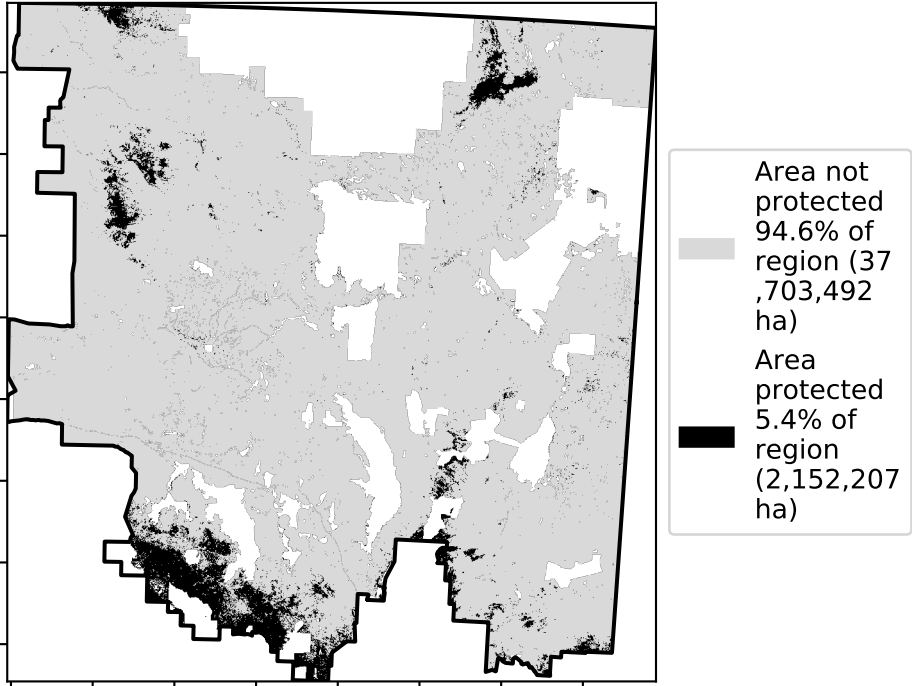 Area not
protected
94.6% of
region (37
,703,492
ha)
Area
protected
5.4% of
region
(2,152,207
ha)